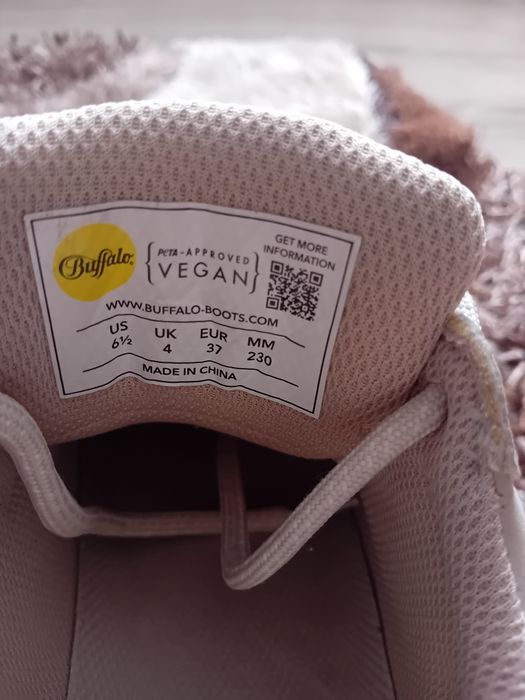 Buffalo
{PETA-APPROVED
VEGAN}
GET MORE
INFORMATION
WWW.BUFFALO-BOOTS.COM
US UK EUR MM
6½ 4 37 230
MADE IN CHINA